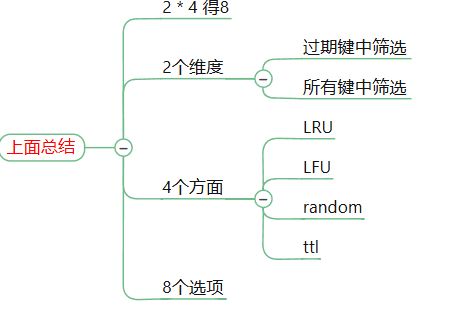 上面总结
2 * 4 得8
2个维度
过期键中筛选
所有键中筛选
4个方面
LRU
LFU
random
ttl
8个选项